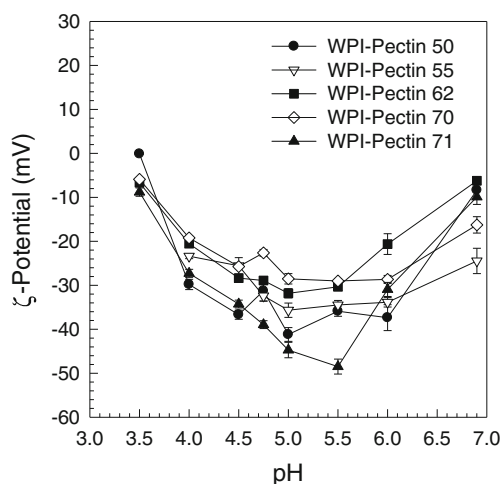 30
20
10
0
-10
-20
-30
-40
-50
-60
ζ-Potential (mV)
WPI-Pectin 50
WPI-Pectin 55
WPI-Pectin 62
WPI-Pectin 70
WPI-Pectin 71
3.0 3.5 4.0 4.5 5.0 5.5 6.0 6.5 7.0
pH